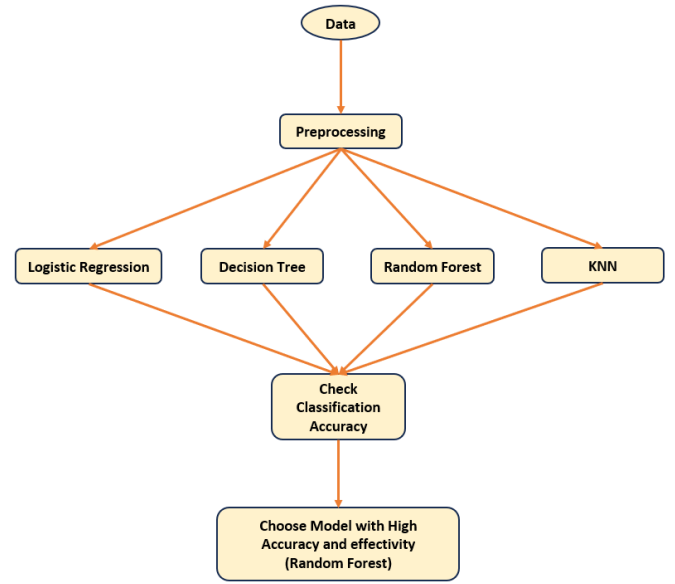 Data
Preprocessing
Logistic Regression
Decision Tree
Random Forest
KNN
Check
Classification
Accuracy
Choose Model with High
Accuracy and effectivity
(Random Forest)